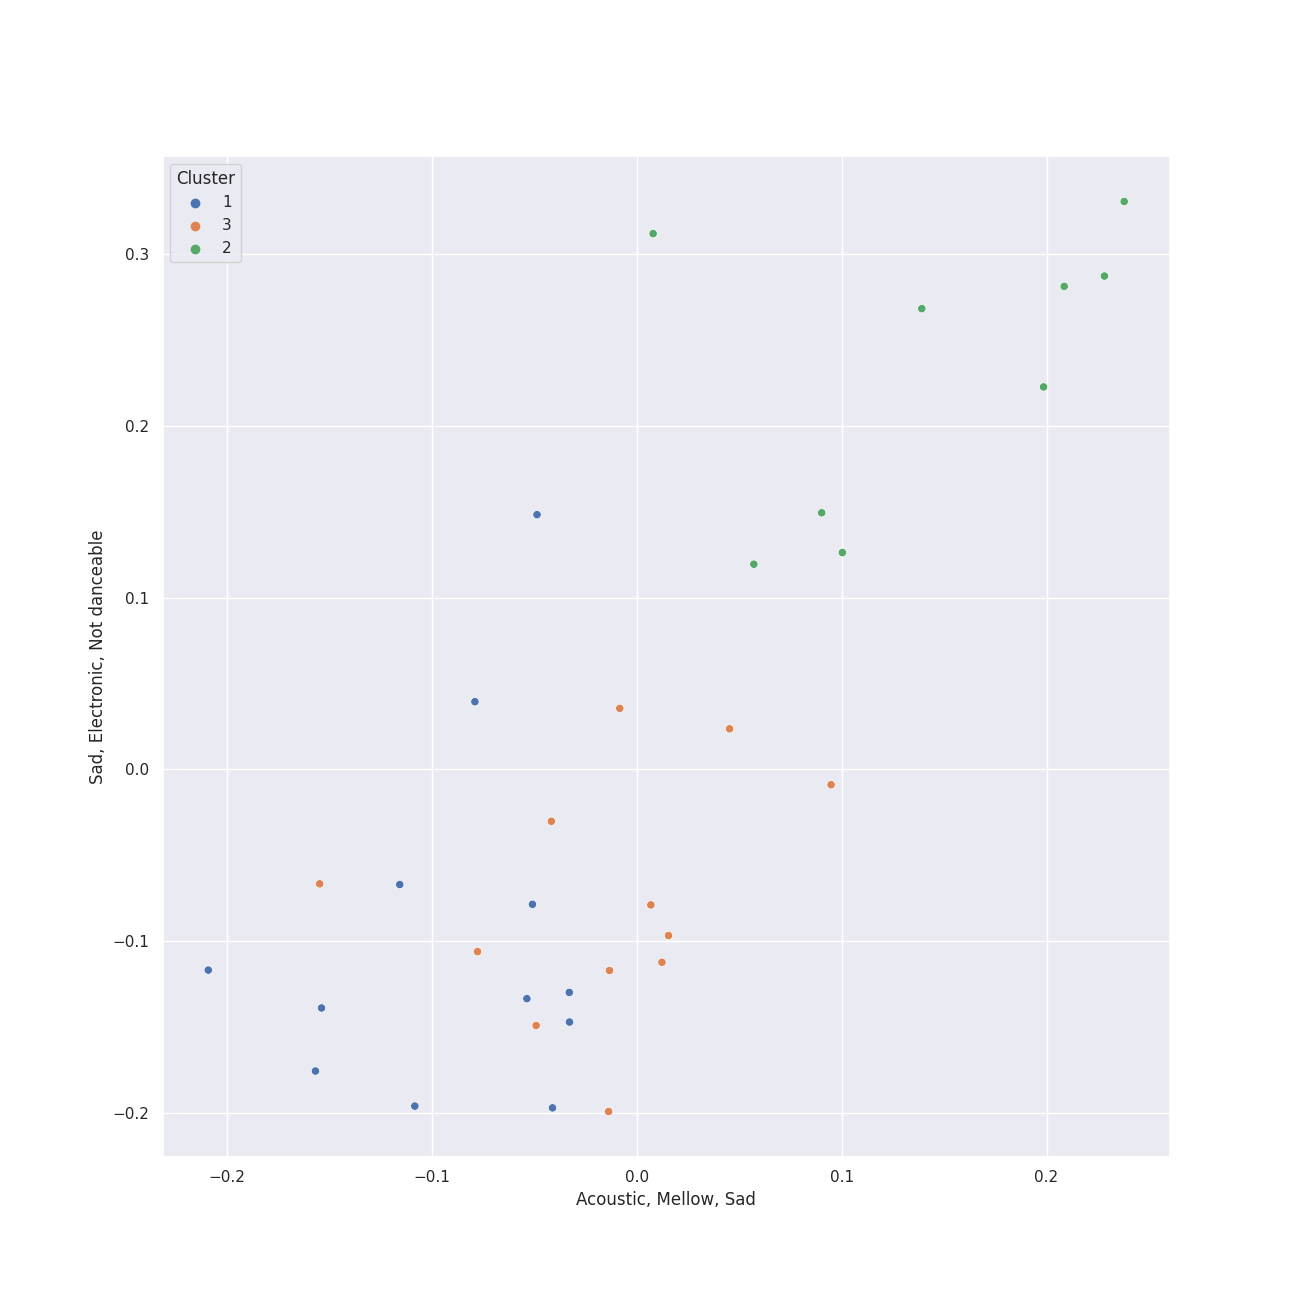 Cluster
1
3
2
0.3
0.2
0.1
0.0
−0.1
−0.2
Sad, Electronic, Not danceable
−0.2 −0.1 0.0 0.1 0.2
Acoustic, Mellow, Sad